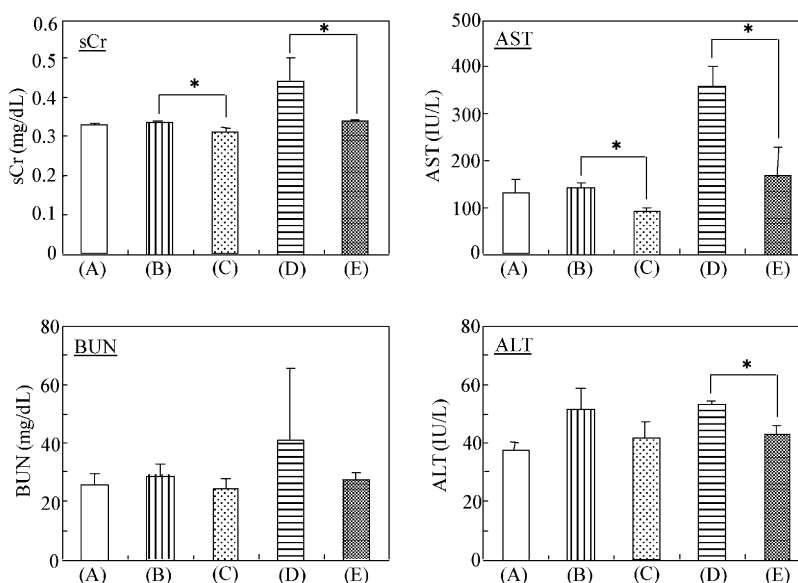 sCr
0.6
0.5
0.4
0.3
0.2
0.1
0
sCr (mg/dL)
*
*
(A) (B) (C) (D) (E)
AST
500
400
300
200
100
0
AST (IU/L)
*
*
(A) (B) (C) (D) (E)
BUN
80
60
40
20
0
BUN (mg/dL)
(A) (B) (C) (D) (E)
ALT
80
60
40
20
0
ALT (IU/L)
*
(A) (B) (C) (D) (E)